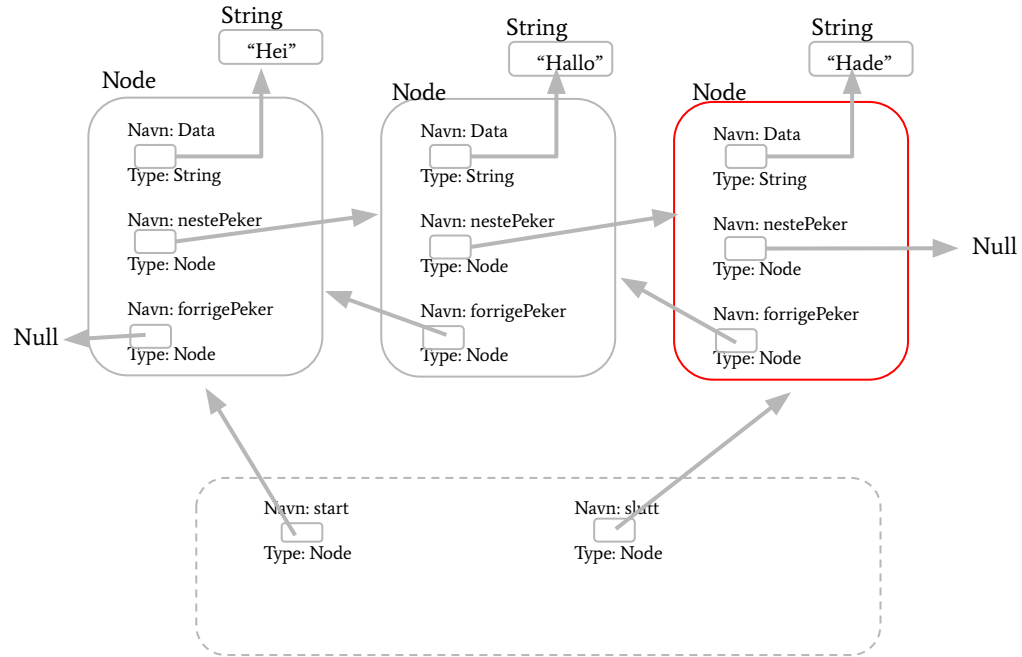 String
“Hei”
Node
Navn: Data
Type: String
Navn: nestePeker
Type: Node
Navn: forrigePeker
Type: Node
Null
String
“Hallo”
Node
Navn: Data
Type: String
Navn: nestePeker
Type: Node
Navn: forrigePeker
Type: Node
String
“Hade”
Node
Navn: Data
Type: String
Navn: nestePeker
Type: Node
Navn: forrigePeker
Type: Node
Null
Navn: start
Type: Node
Navn: slutt
Type: Node